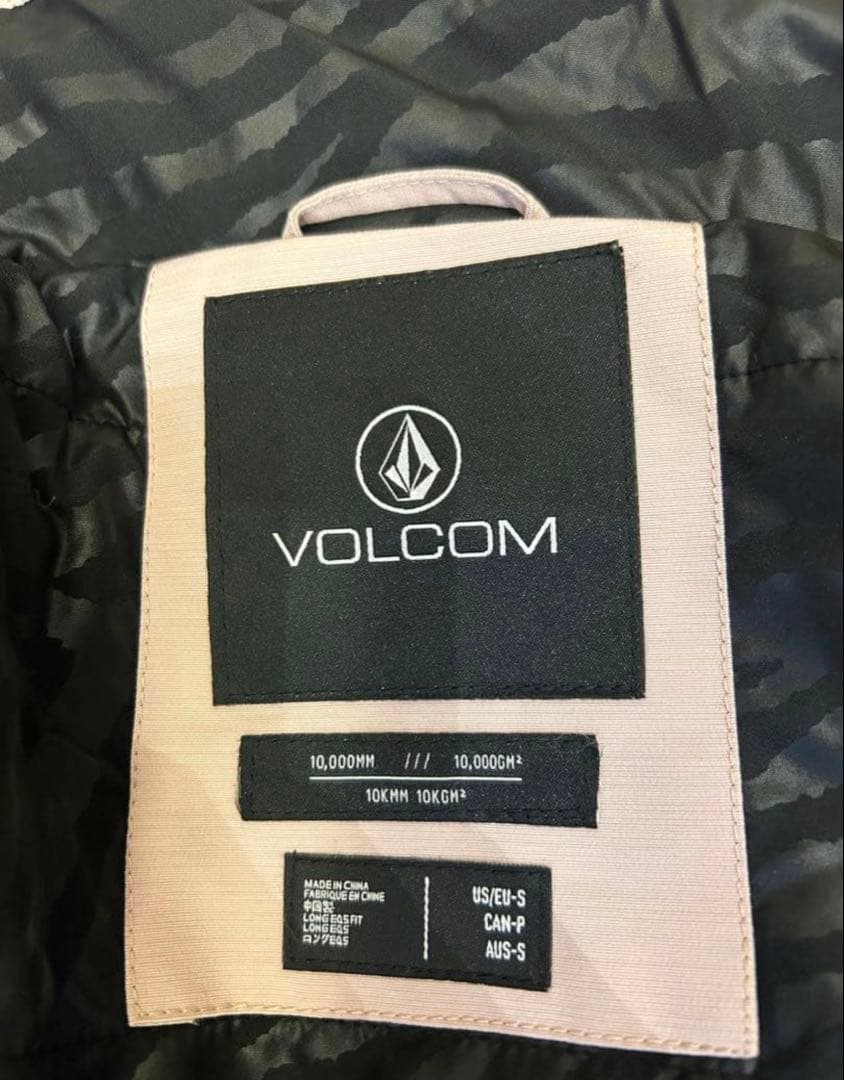 VOLCOM
10,000MM /// 10,000GM²
10KMM 10KGM²
MADE IN CHINA
FABRIQUE EN CHINE
中国製
LONG EQS FIT
LONG EQS
ロングEQS
US/EU-S
CAN-P
AUS-S